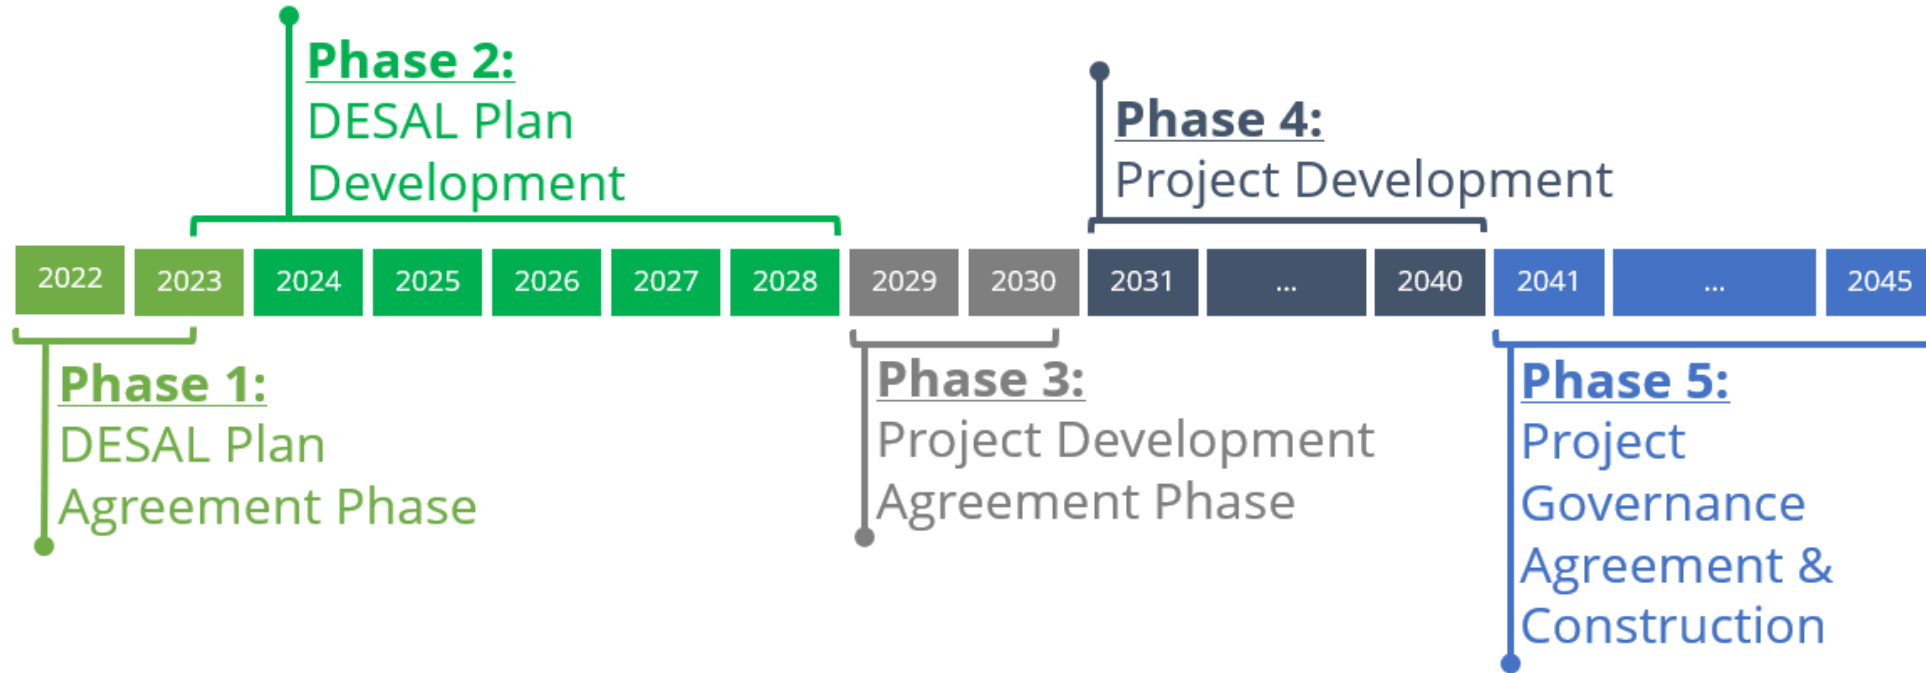 Phase 2:
DESAL Plan
Development
Phase 4:
Project Development
2022 2023 2024 2025 2026 2027 2028 2029 2030 2031 ... 2040 2041 ... 2045
Phase 1:
DESAL Plan
Agreement Phase
Phase 3:
Project Development
Agreement Phase
Phase 5:
Project
Governance
Agreement &
Construction